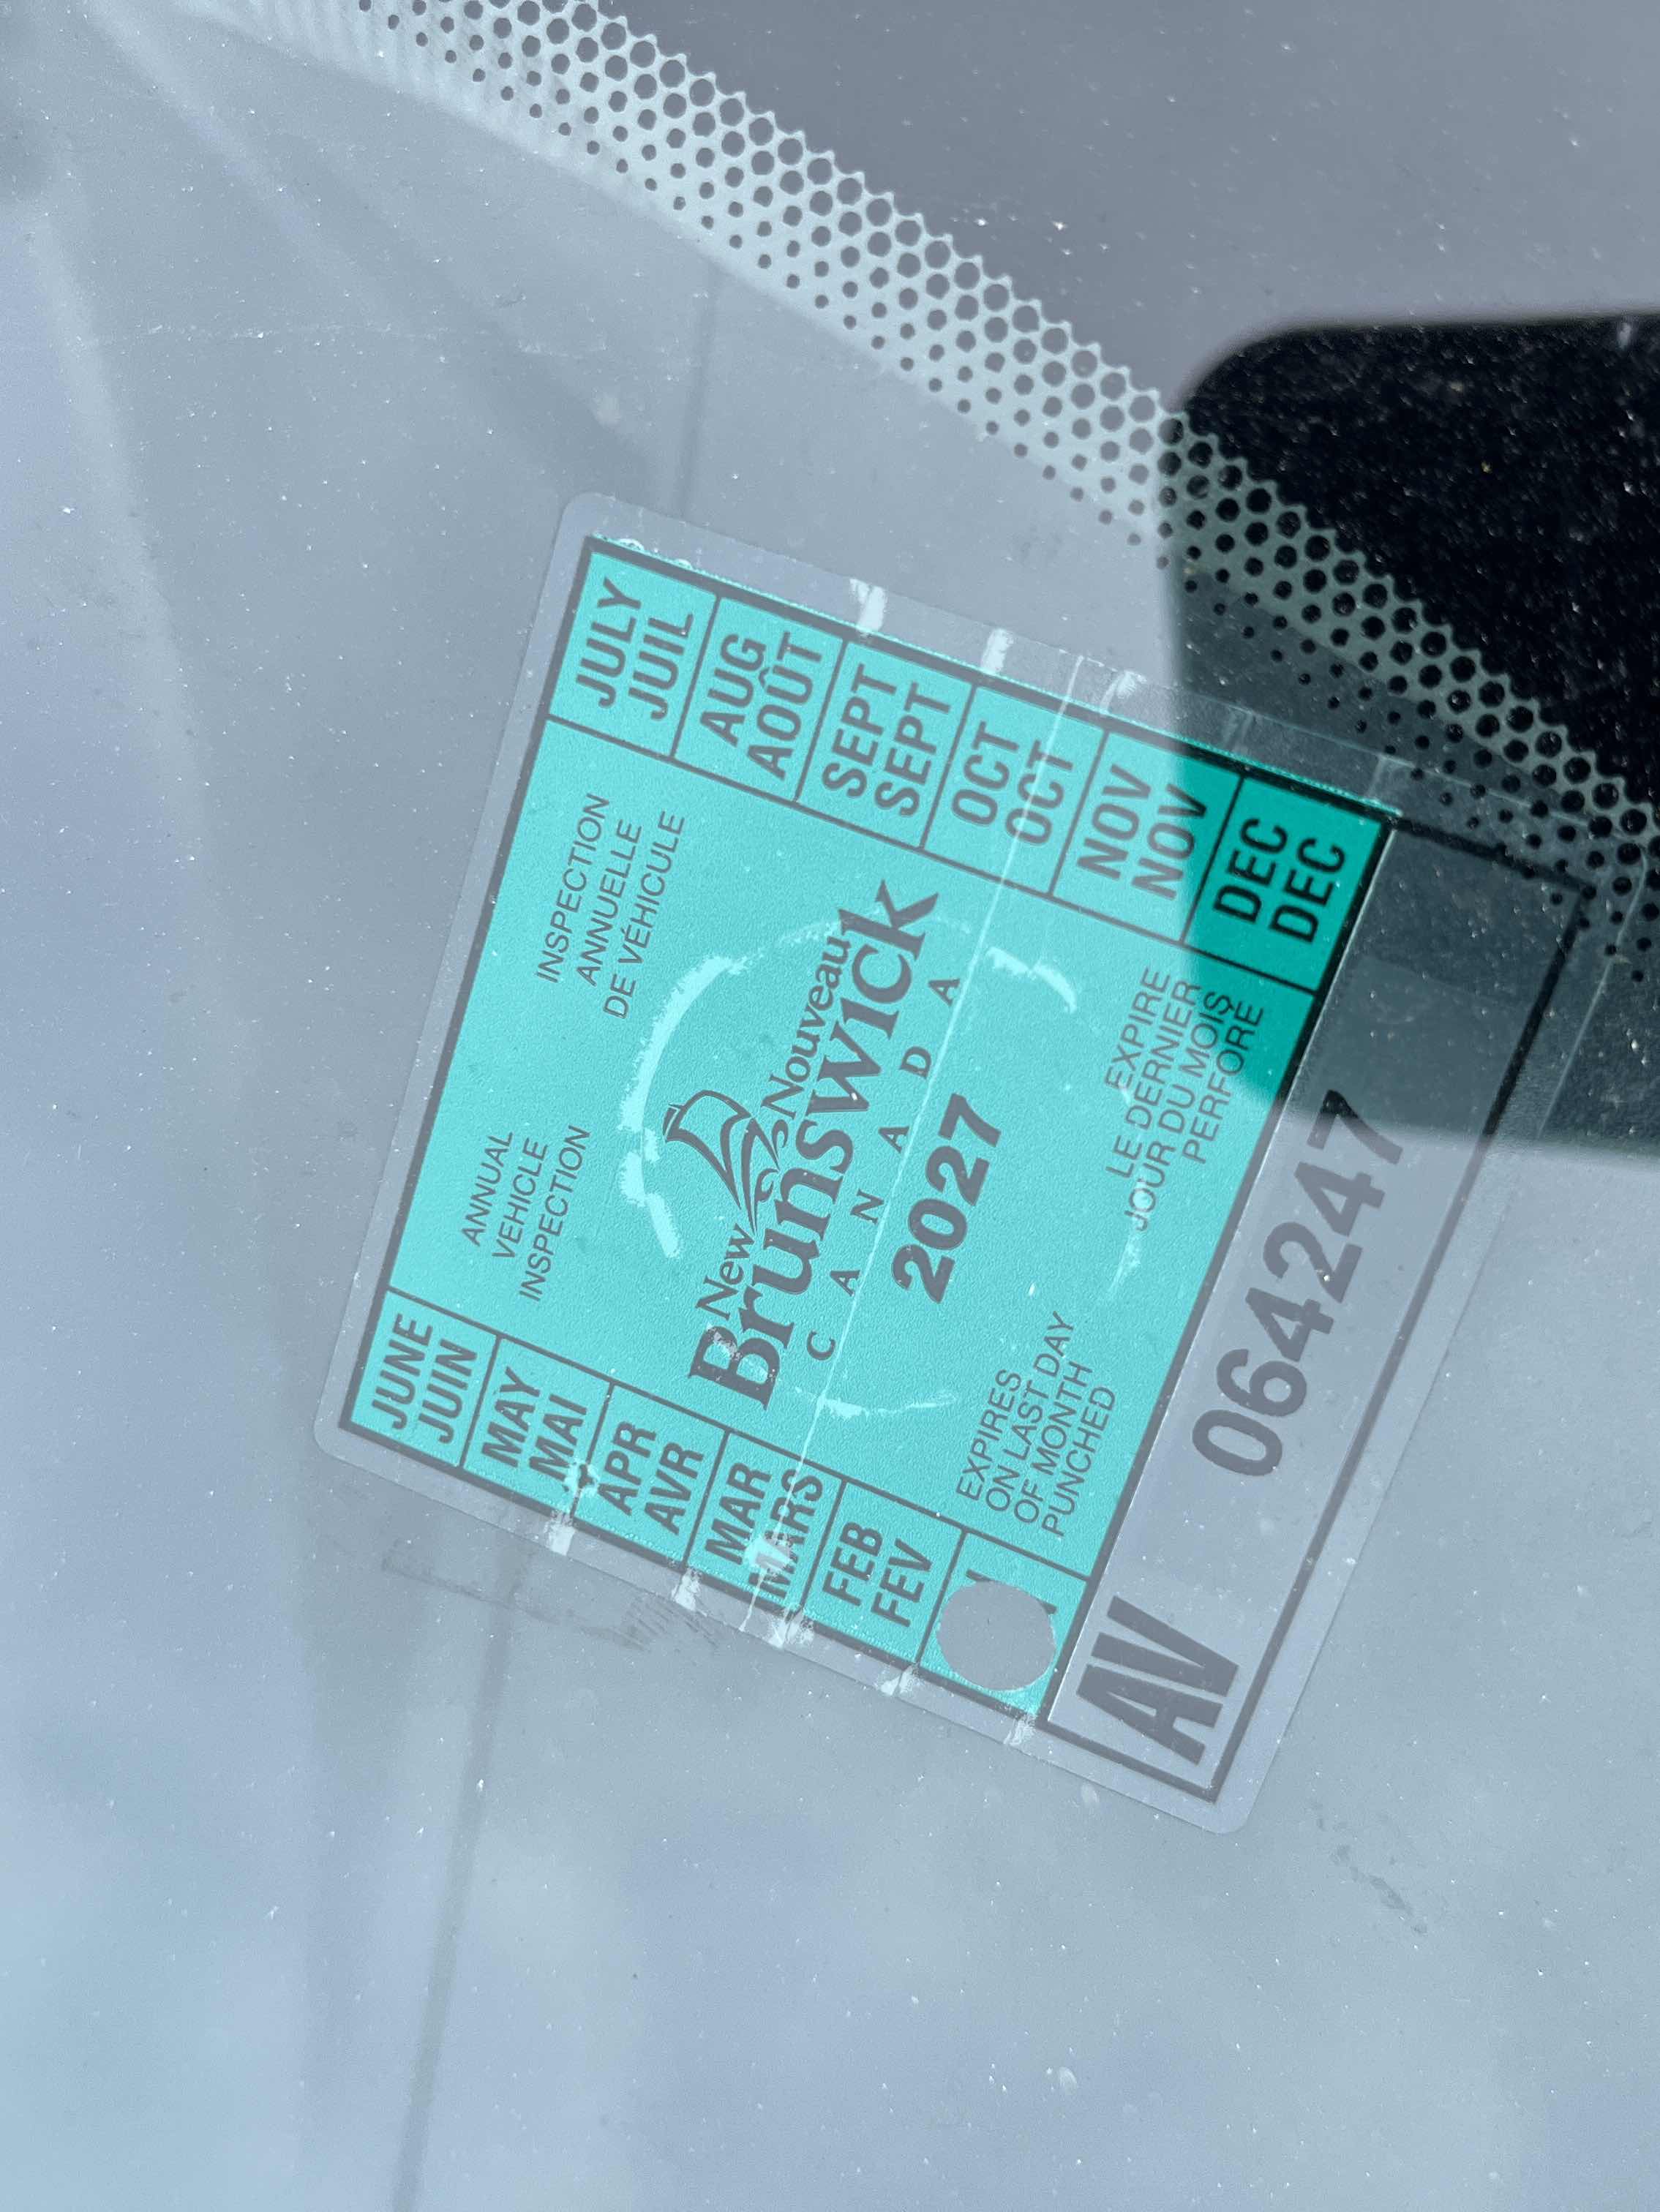 JULY
JUIL
AUG
AOÛT
SEPT
SEPT
OCT
OCT
NOV
NOV
DEC
DEC
ANNUAL
VEHICLE
INSPECTION
INSPECTION
ANNUELLE
DE VÉHICULE
New Nouveau
Brunswick
CANADA
2027
EXPIRES
ON LAST DAY
OF MONTH
PUNCHED
EXPIRE
LE DERNIER
JOUR DU MOIS
PERFORÉ
JUNE
JUIN
MAY
MAI
APR
AVR
MAR
MARS
FEB
FEV
AV 064247